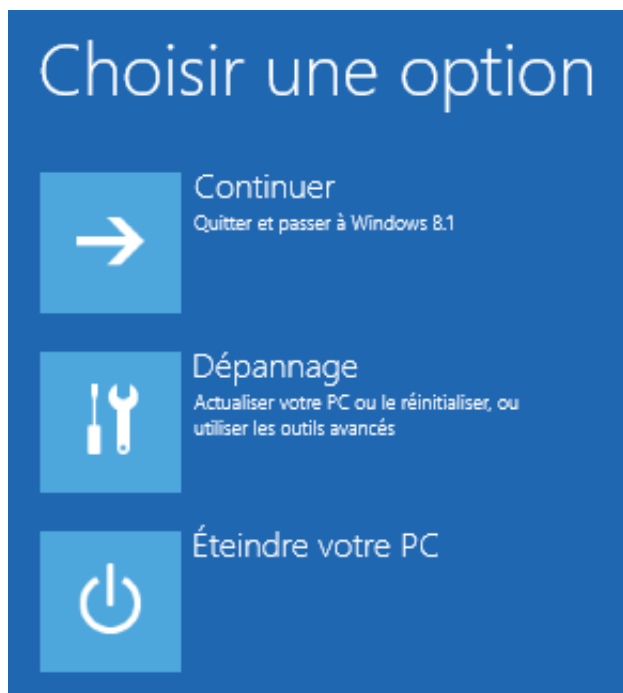 Choisir une option
Continuer
Quitter et passer à Windows 8.1
Dépannage
Actualiser votre PC ou le réinitialiser, ou
utiliser les outils avancés
Éteindre votre PC